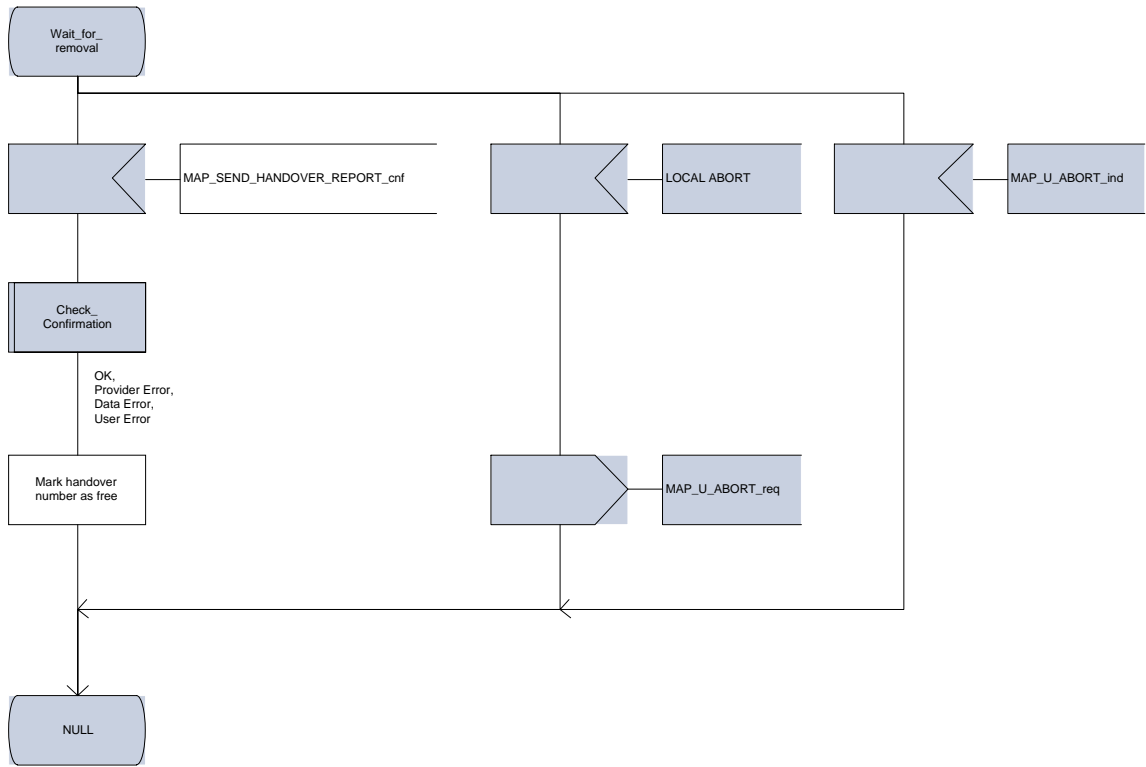 Wait_for_
removal
MAP_SEND_HANDOVER_REPORT_cnf
LOCAL ABORT
MAP_U_ABORT_ind
Check_
Confirmation
OK,
Provider Error,
Data Error,
User Error
Mark handover
number as free
MAP_U_ABORT_req
NULL